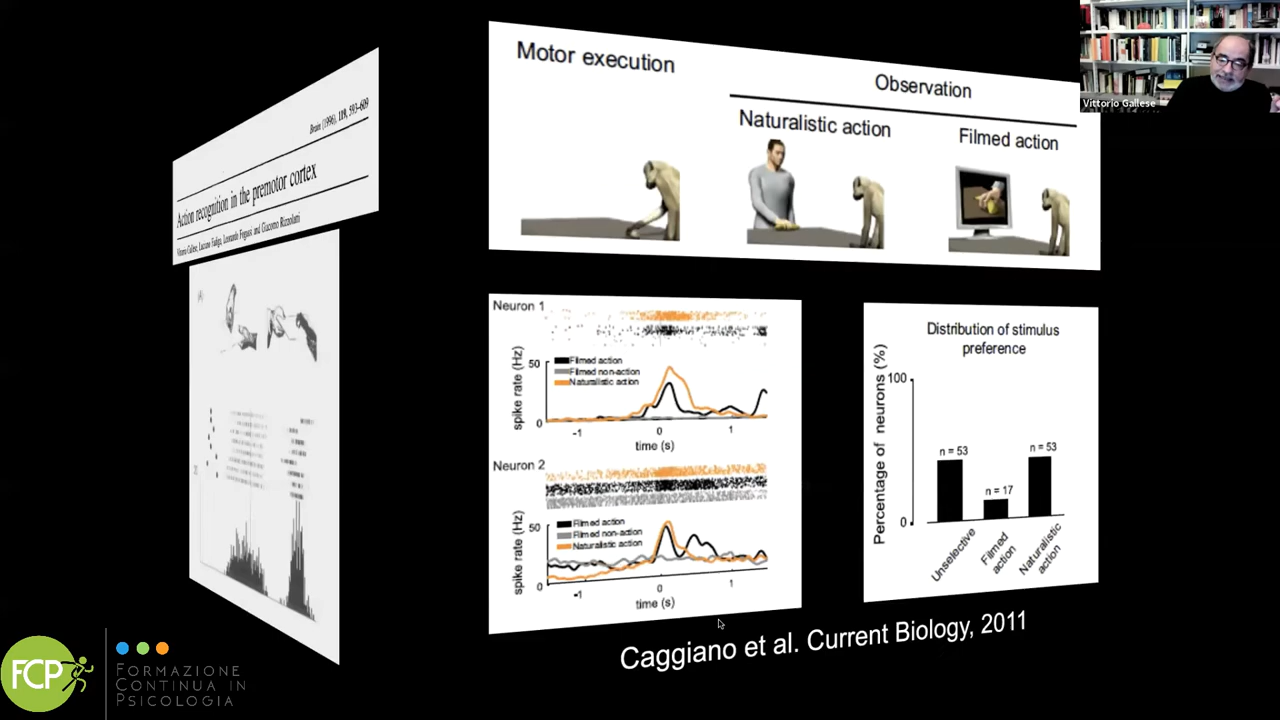 Brain (1996), 119, 593–609
Action recognition in the premotor cortex
Vittorio Gallese, Luciano Fadiga, Leonardo Fogassi and Giacomo Rizzolatti
Motor execution
Observation
Naturalistic action
Filmed action
Vittorio Gallese
Neuron 1
spike rate (Hz)
50
0
Filmed action
Filmed non-action
Naturalistic action
-1 0 1
time (s)
Neuron 2
spike rate (Hz)
50
0
Filmed action
Filmed non-action
Naturalistic action
-1 0 1
time (s)
Distribution of stimulus
preference
Percentage of neurons (%)
100
0
n = 53
n = 17
n = 53
Unselective
Filmed
action
Naturalistic
action
Caggiano et al. Current Biology, 2011
FCP
FORMAZIONE
CONTINUA IN
PSICOLOGIA